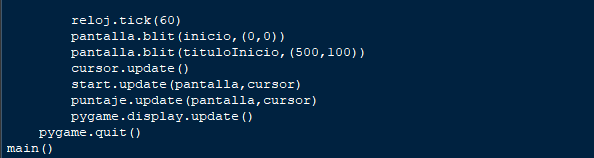 reloj.tick(60)
pantalla.blit(inicio,(0,0))
pantalla.blit(tituloInicio,(500,100))
cursor.update()
start.update(pantalla,cursor)
puntaje.update(pantalla,cursor)
pygame.display.update()
pygame.quit()
main()